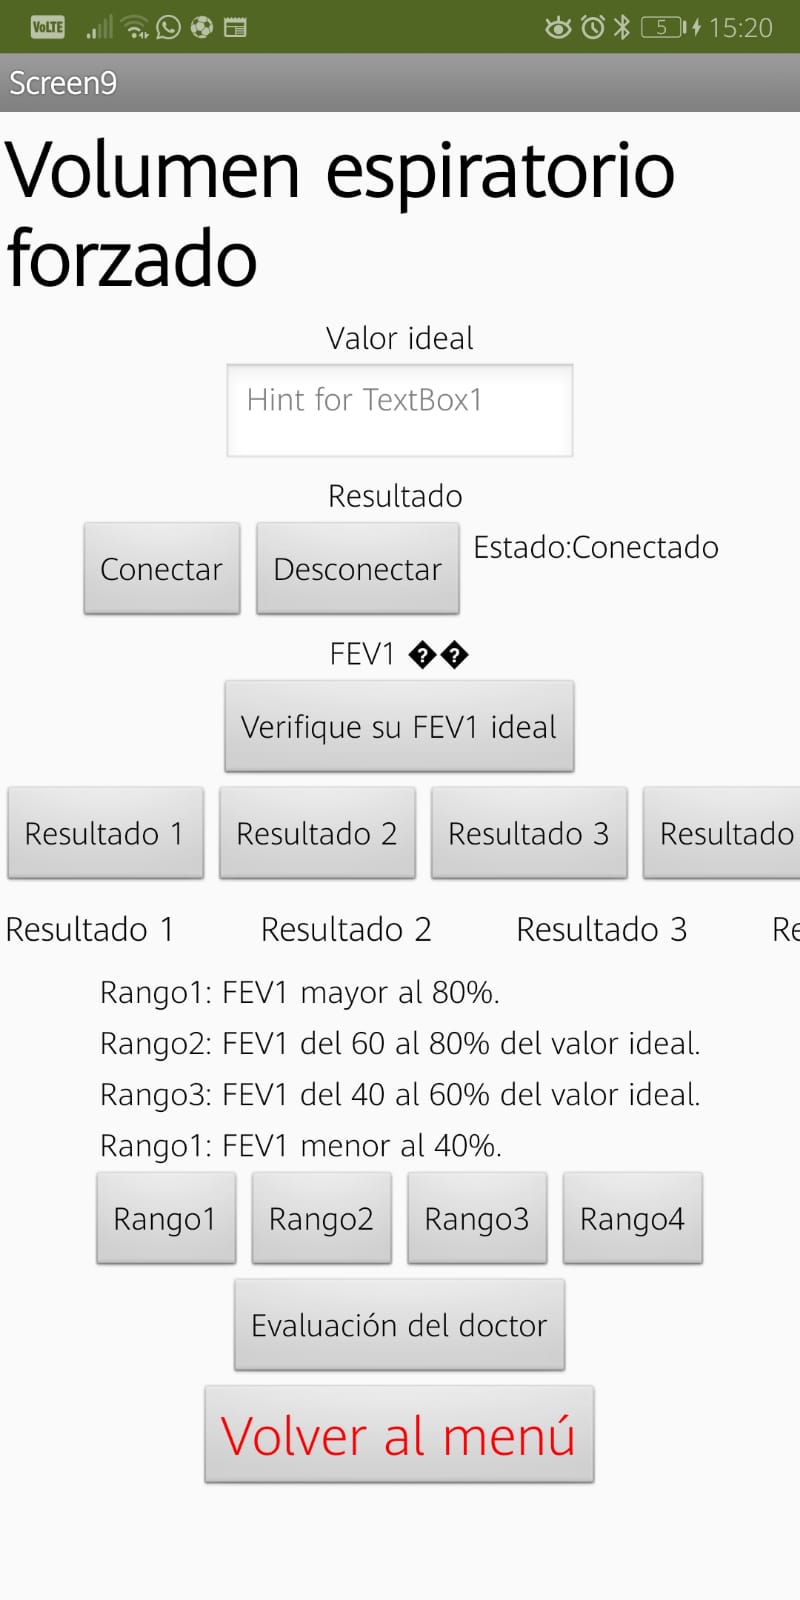 VoLTE
5
15:20
Screen9
Volumen espiratorio
forzado
Valor ideal
Hint for TextBox1
Resultado
Conectar
Desconectar
Estado:Conectado
FEV1 ��
Verifique su FEV1 ideal
Resultado 1
Resultado 2
Resultado 3
Resultado
Resultado 1
Resultado 2
Resultado 3
Re
Rango1: FEV1 mayor al 80%.
Rango2: FEV1 del 60 al 80% del valor ideal.
Rango3: FEV1 del 40 al 60% del valor ideal.
Rango1: FEV1 menor al 40%.
Rango1
Rango2
Rango3
Rango4
Evaluación del doctor
Volver al menú